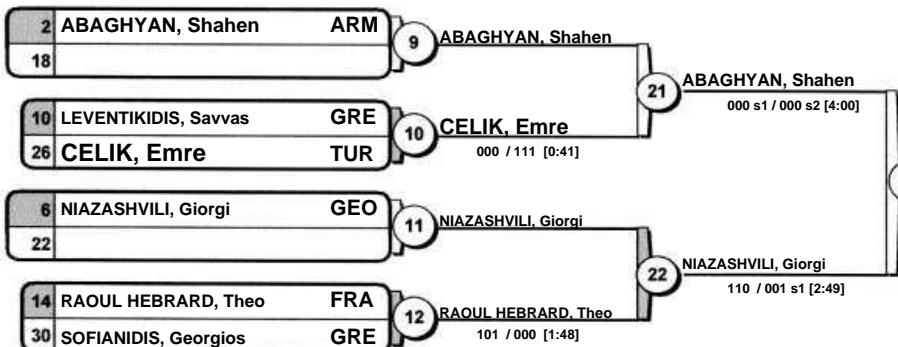 2 ABAGHYAN, Shahen ARM
18
9
ABAGHYAN, Shahen
10 LEVENTIKIDIS, Savvas GRE
26 CELIK, Emre TUR
10
CELIK, Emre
000 / 111 [0:41]
21
ABAGHYAN, Shahen
000 s1 / 000 s2 [4:00]
6 NIAZASHVILI, Giorgi GEO
22
11
NIAZASHVILI, Giorgi
14 RAOUL HEBRARD, Theo FRA
30 SOFIANIDIS, Georgios GRE
12
RAOUL HEBRARD, Theo
101 / 000 [1:48]
22
NIAZASHVILI, Giorgi
110 / 001 s1 [2:49]